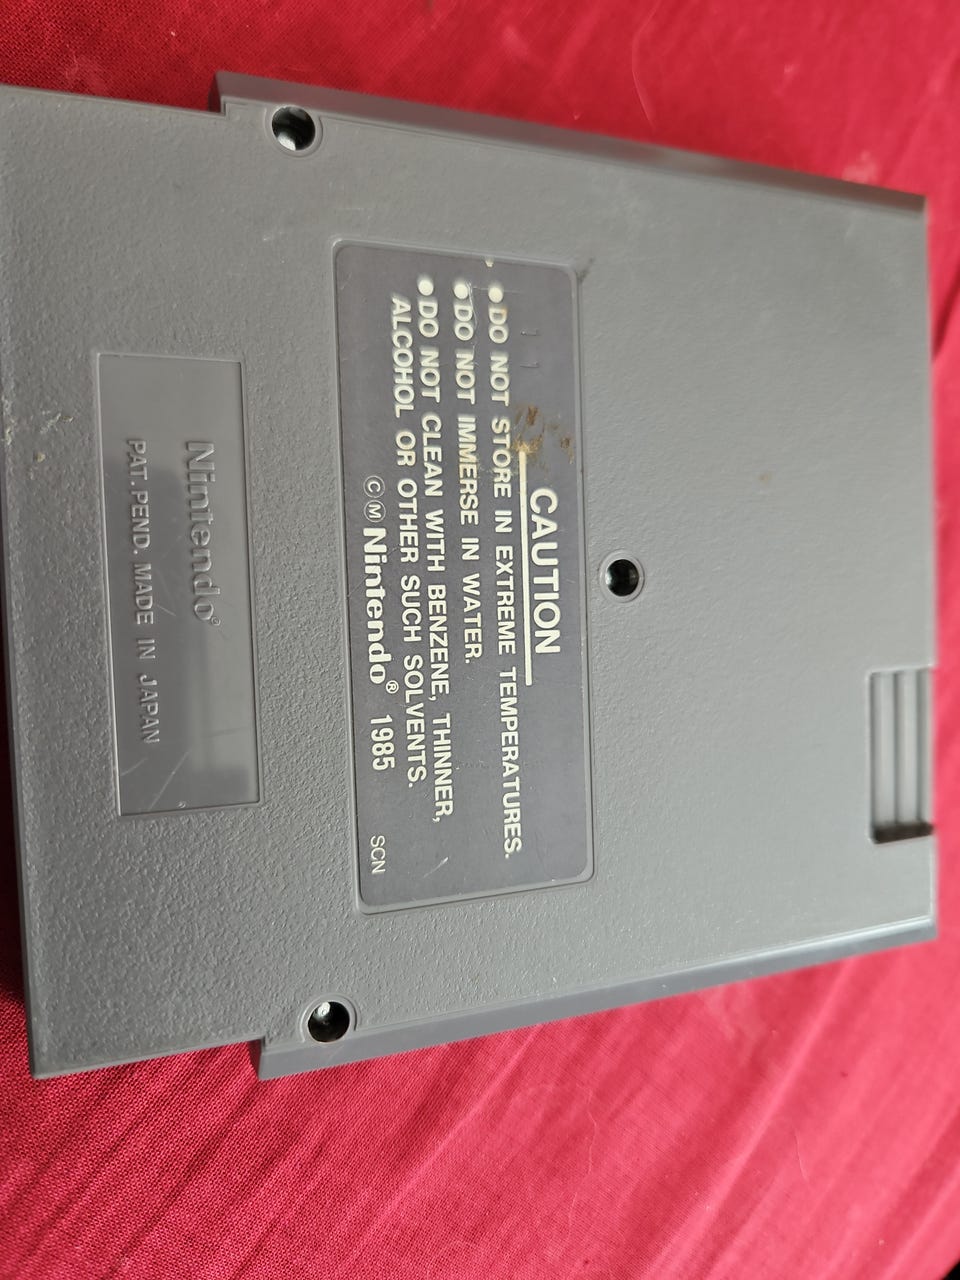 CAUTION
●DO NOT STORE IN EXTREME TEMPERATURES.
●DO NOT IMMERSE IN WATER.
●DO NOT CLEAN WITH BENZENE, THINNER,
ALCOHOL OR OTHER SUCH SOLVENTS.
ⒸⓂ Nintendo® 1985
SCN
Nintendo®
PAT. PEND. MADE IN JAPAN